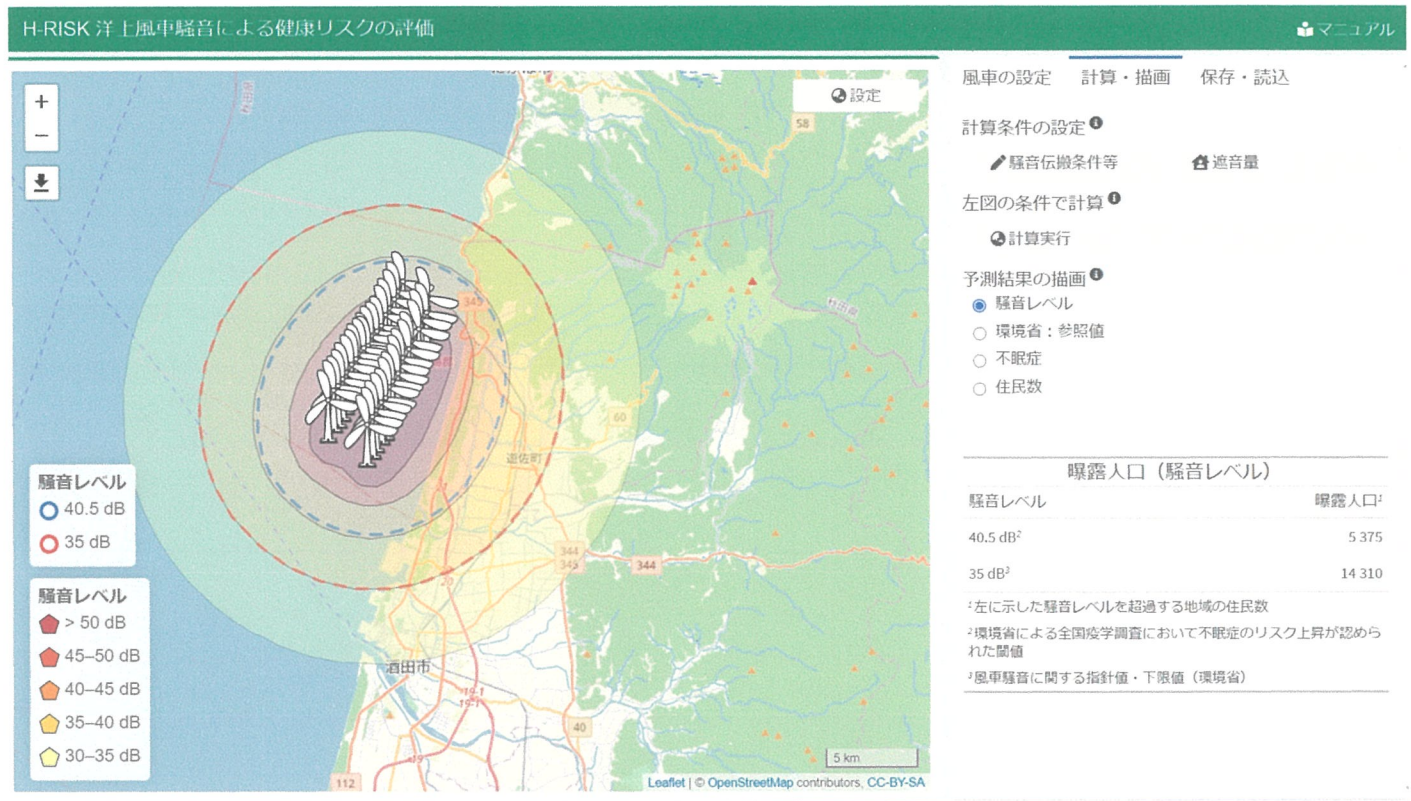 H-RISK 洋上風車騒音による健康リスクの評価
マニュアル
+
−
設定
58
345
60
遊佐町
344
345
344
酒田市
19-1
19-1
40
19
112
騒音レベル
40.5 dB
35 dB
騒音レベル
> 50 dB
45–50 dB
40–45 dB
35–40 dB
30–35 dB
5 km
Leaflet | © OpenStreetMap contributors, CC-BY-SA
風車の設定 計算・描画 保存・読込
計算条件の設定
騒音伝搬条件等 遮音量
左図の条件で計算
計算実行
予測結果の描画
騒音レベル
環境省：参照値
不眠症
住民数
曝露人口（騒音レベル）
騒音レベル 曝露人口¹
40.5 dB² 5 375
35 dB³ 14 310
¹左に示した騒音レベルを超過する地域の住民数
²環境省による全国疫学調査において不眠症のリスク上昇が認めら
れた閾値
³風車騒音に関する指針値・下限値（環境省）